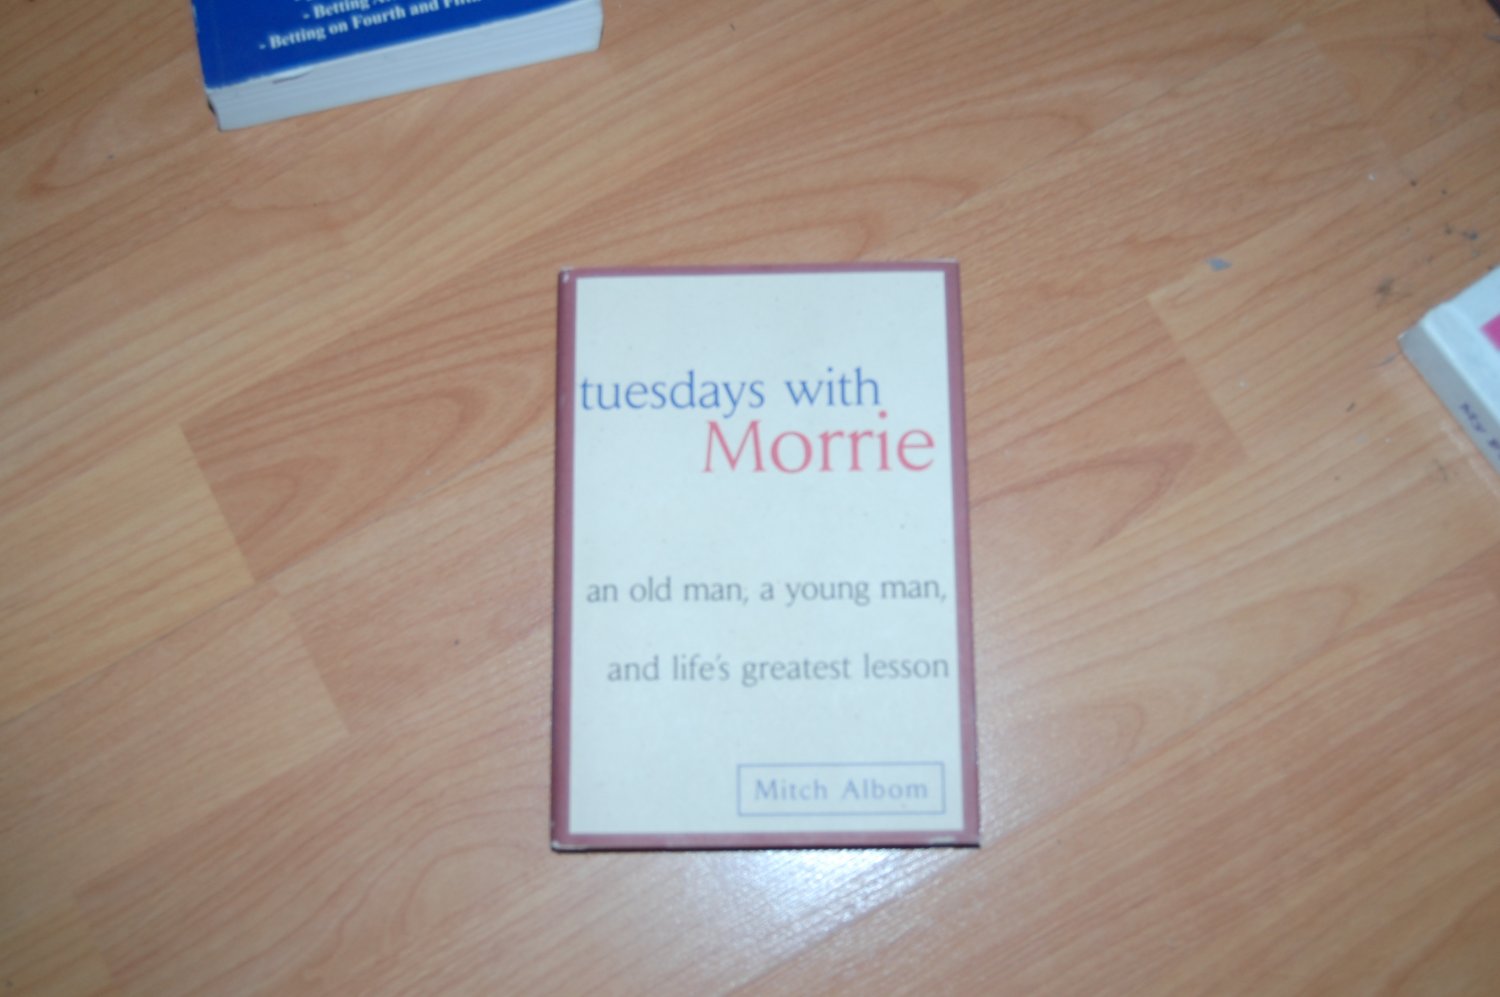 - Betting
- Betting on Fourth and
tuesdays with
Morrie
an old man, a young man,
and life's greatest lesson
Mitch Albom